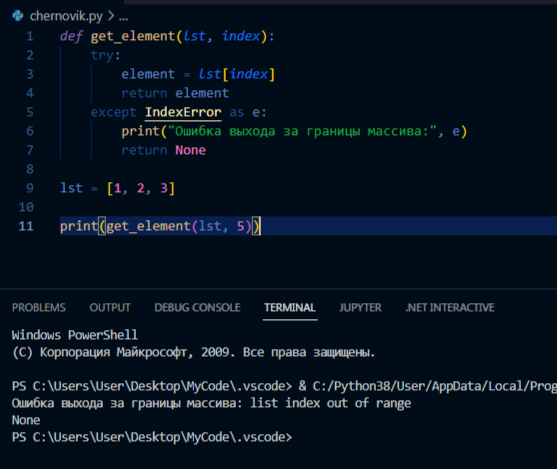 chernovik.py > ...
1 def get_element(lst, index):
2 try:
3 element = lst[index]
4 return element
5 except IndexError as e:
6 print("Ошибка выхода за границы массива:", e)
7 return None
8
9 lst = [1, 2, 3]
10
11 print(get_element(lst, 5))
PROBLEMS OUTPUT DEBUG CONSOLE TERMINAL JUPYTER .NET INTERACTIVE
Windows PowerShell
(C) Корпорация Майкрософт, 2009. Все права защищены.
PS C:\Users\User\Desktop\MyCode\.vscode> & C:/Python38/User/AppData/Local/Prog
Ошибка выхода за границы массива: list index out of range
None
PS C:\Users\User\Desktop\MyCode\.vscode>